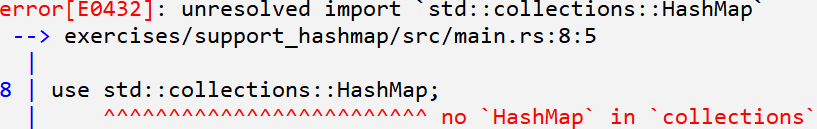 error[E0432]: unresolved import `std::collections::HashMap`
 --> exercises/support_hashmap/src/main.rs:8:5
  |
8 | use std::collections::HashMap;
  |     ^^^^^^^^^^^^^^^^^^^^^^^^^ no `HashMap` in `collections`